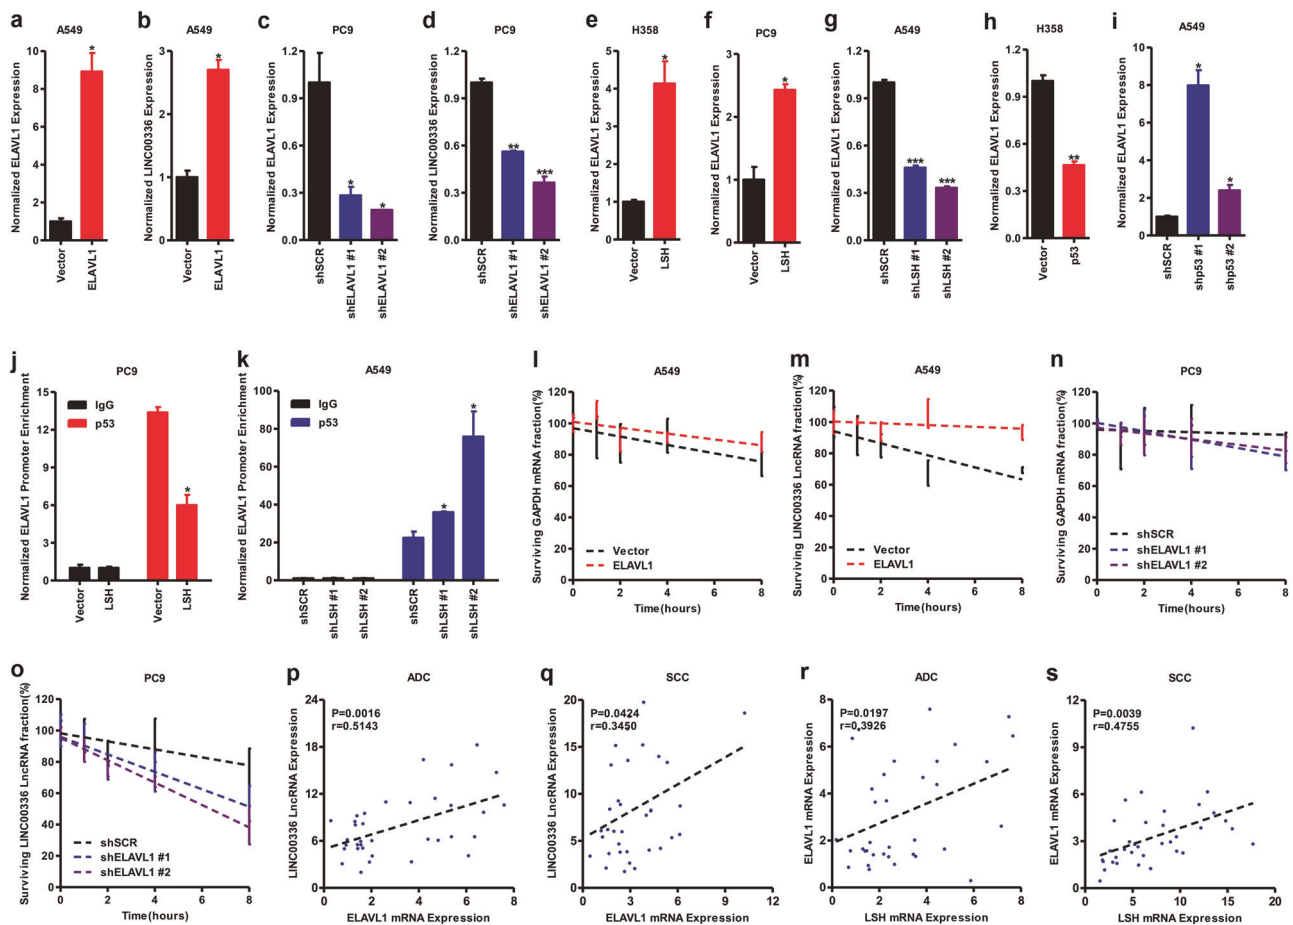 a
A549
Normalized ELAVL1 Expression
10
8
6
4
2
0
*
Vector
ELAVL1
b
A549
Normalized LINC00336 Expression
3
2
1
0
*
Vector
ELAVL1
c
PC9
Normalized ELAVL1 Expression
1.2
0.9
0.6
0.3
0.0
*
*
shSCR
shELAVL1 #1
shELAVL1 #2
d
PC9
Normalized LINC00336 Expression
1.2
0.9
0.6
0.3
0.0
**
***
shSCR
shELAVL1 #1
shELAVL1 #2
e
H358
Normalized ELAVL1 Expression
5
4
3
2
1
0
*
Vector
LSH
f
PC9
Normalized ELAVL1 Expression
3
2
1
0
*
Vector
LSH
g
A549
Normalized ELAVL1 Expression
1.2
0.9
0.6
0.3
0.0
***
***
shSCR
shLSH #1
shLSH #2
h
H358
Normalized ELAVL1 Expression
1.2
0.9
0.6
0.3
0.0
**
Vector
p53
i
A549
Normalized ELAVL1 Expression
10
8
6
4
2
0
*
*
shSCR
shp53 #1
shp53 #2
j
PC9
Normalized ELAVL1 Promoter Enrichment
15
12
9
6
3
0
IgG
p53
*
Vector
LSH
Vector
LSH
k
A549
Normalized ELAVL1 Promoter Enrichment
100
80
60
40
20
0
IgG
p53
*
*
shSCR
shLSH #1
shLSH #2
shSCR
shLSH #1
shLSH #2
l
A549
Surviving GAPDH mRNA fraction(%)
120
100
80
60
40
20
0
Vector
ELAVL1
0 2 4 6 8
Time(hours)
m
A549
Surviving LINC00336 LncRNA fraction(%)
120
100
80
60
40
20
0
Vector
ELAVL1
0 2 4 6 8
Time(hours)
n
PC9
Surviving GAPDH mRNA fraction(%)
120
100
80
60
40
20
0
shSCR
shELAVL1 #1
shELAVL1 #2
0 2 4 6 8
Time(hours)
o
PC9
Surviving LINC00336 LncRNA fraction(%)
120
100
80
60
40
20
0
shSCR
shELAVL1 #1
shELAVL1 #2
0 2 4 6 8
Time(hours)
p
ADC
LINC00336 LncRNA Expression
24
18
12
6
0
P=0.0016
r=0.5143
0 2 4 6 8
ELAVL1 mRNA Expression
q
SCC
LINC00336 LncRNA Expression
20
15
10
5
0
P=0.0424
r=0.3450
0 3 6 9 12
ELAVL1 mRNA Expression
r
ADC
ELAVL1 mRNA Expression
8
6
4
2
0
P=0.0197
r=0.3926
0 2 4 6 8
LSH mRNA Expression
s
SCC
ELAVL1 mRNA Expression
12
9
6
3
0
P=0.0039
r=0.4755
0 5 10 15 20
LSH mRNA Expression